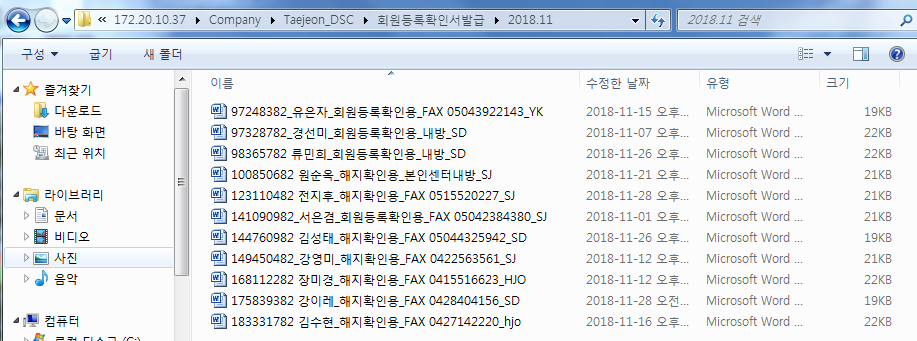 « 172.20.10.37 ▸ Company ▸ Taejeon_DSC ▸ 회원등록확인서발급 ▸ 2018.11
2018.11 검색
구성 굽기 새 폴더
즐겨찾기
다운로드
바탕 화면
최근 위치
라이브러리
문서
비디오
사진
음악
컴퓨터
이름 수정한 날짜 유형 크기
97248382_유은자_회원등록확인용_FAX 05043922143_YK 2018-11-15 오후... Microsoft Word ... 19KB
97328782_경선미_회원등록확인용_내방_SD 2018-11-07 오후... Microsoft Word ... 22KB
98365782 류민희_회원등록확인용_내방_SD 2018-11-26 오후... Microsoft Word ... 22KB
100850682 원순옥_해지확인용_본인센터내방_SJ 2018-11-21 오후... Microsoft Word ... 21KB
123110482 전지후_해지확인용_FAX 0515520227_SJ 2018-11-28 오후... Microsoft Word ... 21KB
141090982_서은겸_회원등록확인용_FAX 05042384380_SJ 2018-11-01 오후... Microsoft Word ... 21KB
144760982 김성태_해지확인용_FAX 05044325942_SD 2018-11-26 오후... Microsoft Word ... 19KB
149450482_강영미_해지확인용_FAX 0422563561_SJ 2018-11-12 오후... Microsoft Word ... 21KB
168112282 장미경_해지확인용_FAX 0415516623_HJO 2018-11-12 오후... Microsoft Word ... 22KB
175839382 강이레_해지확인용_FAX 0428404156_SD 2018-11-28 오전... Microsoft Word ... 19KB
183331782 김수현_해지확인용_FAX 0427142220_hjo 2018-11-16 오후... Microsoft Word ... 22KB